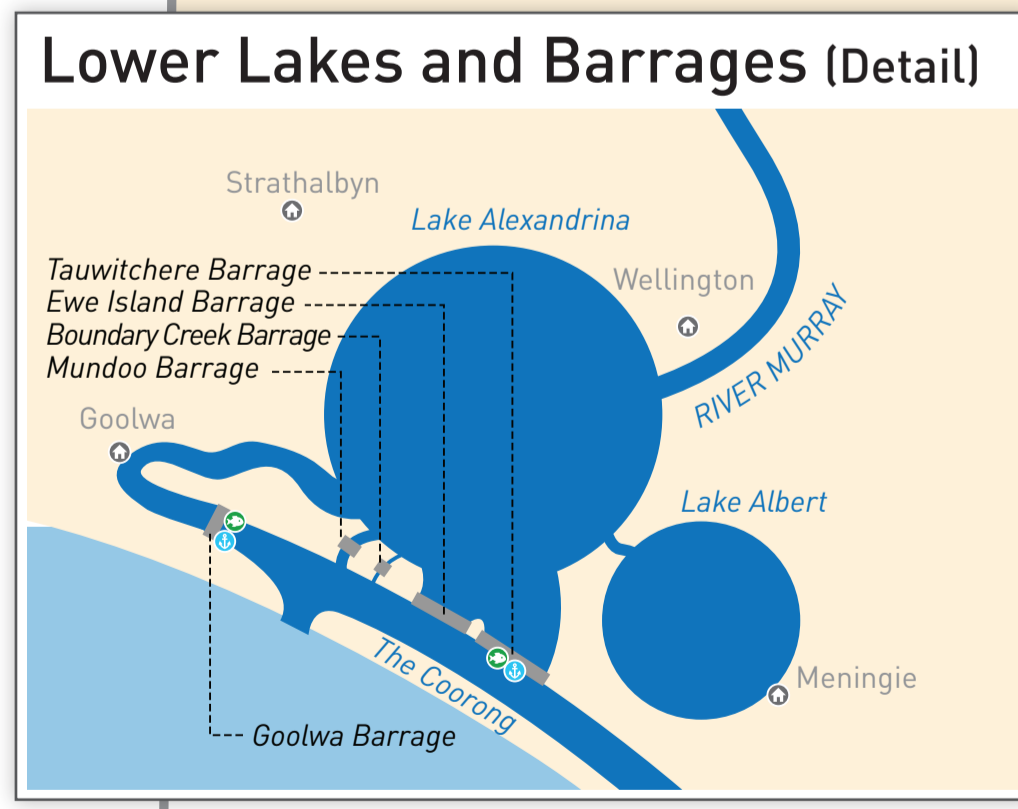 Lower Lakes and Barrages (Detail)
Strathalbyn
Lake Alexandrina
Tauwitchere Barrage
Wellington
Ewe Island Barrage
Boundary Creek Barrage
Mundoo Barrage
RIVER MURRAY
Goolwa
Lake Albert
The Coorong
Meningie
Goolwa Barrage